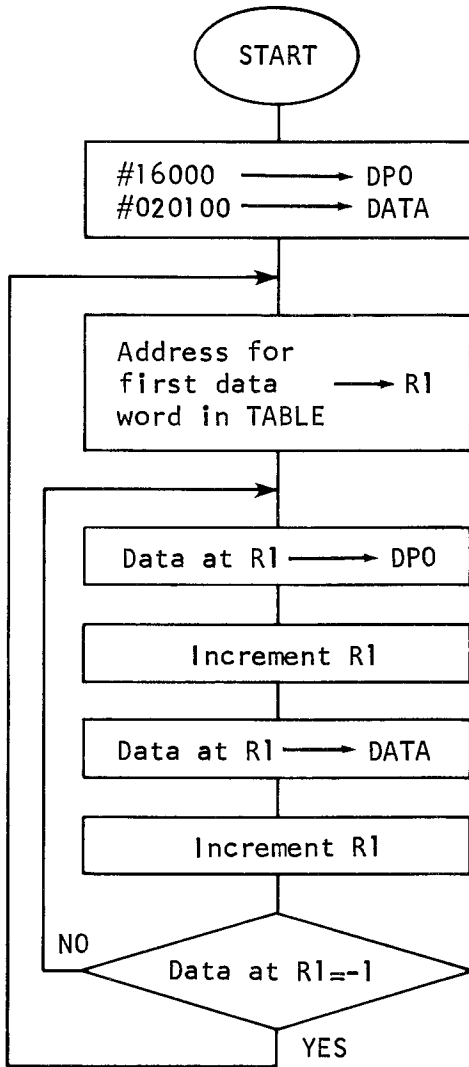 START
#16000 → DPO
#020100 → DATA
Address for
first data → R1
word in TABLE
Data at R1 → DPO
Increment R1
Data at R1 → DATA
Increment R1
NO
Data at R1=-1
YES